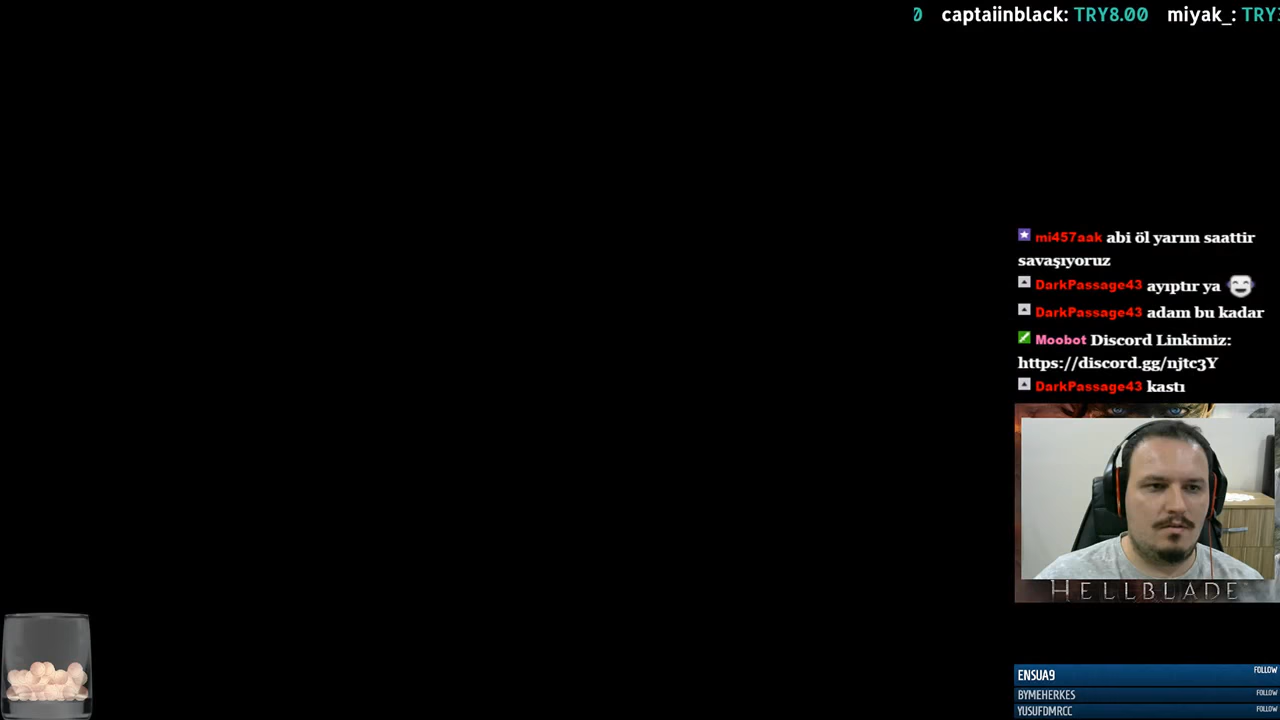 captaiinblack: TRY8.00 miyak_: TRY
mi457aak abi öl yarım saattir
savaşıyoruz
DarkPassage43 ayıptır ya
DarkPassage43 adam bu kadar
Moobot Discord Linkimiz:
https://discord.gg/njtc3Y
DarkPassage43 kastı
HELLBLADE
ENSUA9 FOLLOW
BYMEHERKES FOLLOW
YUSUFDMRCC FOLLOW